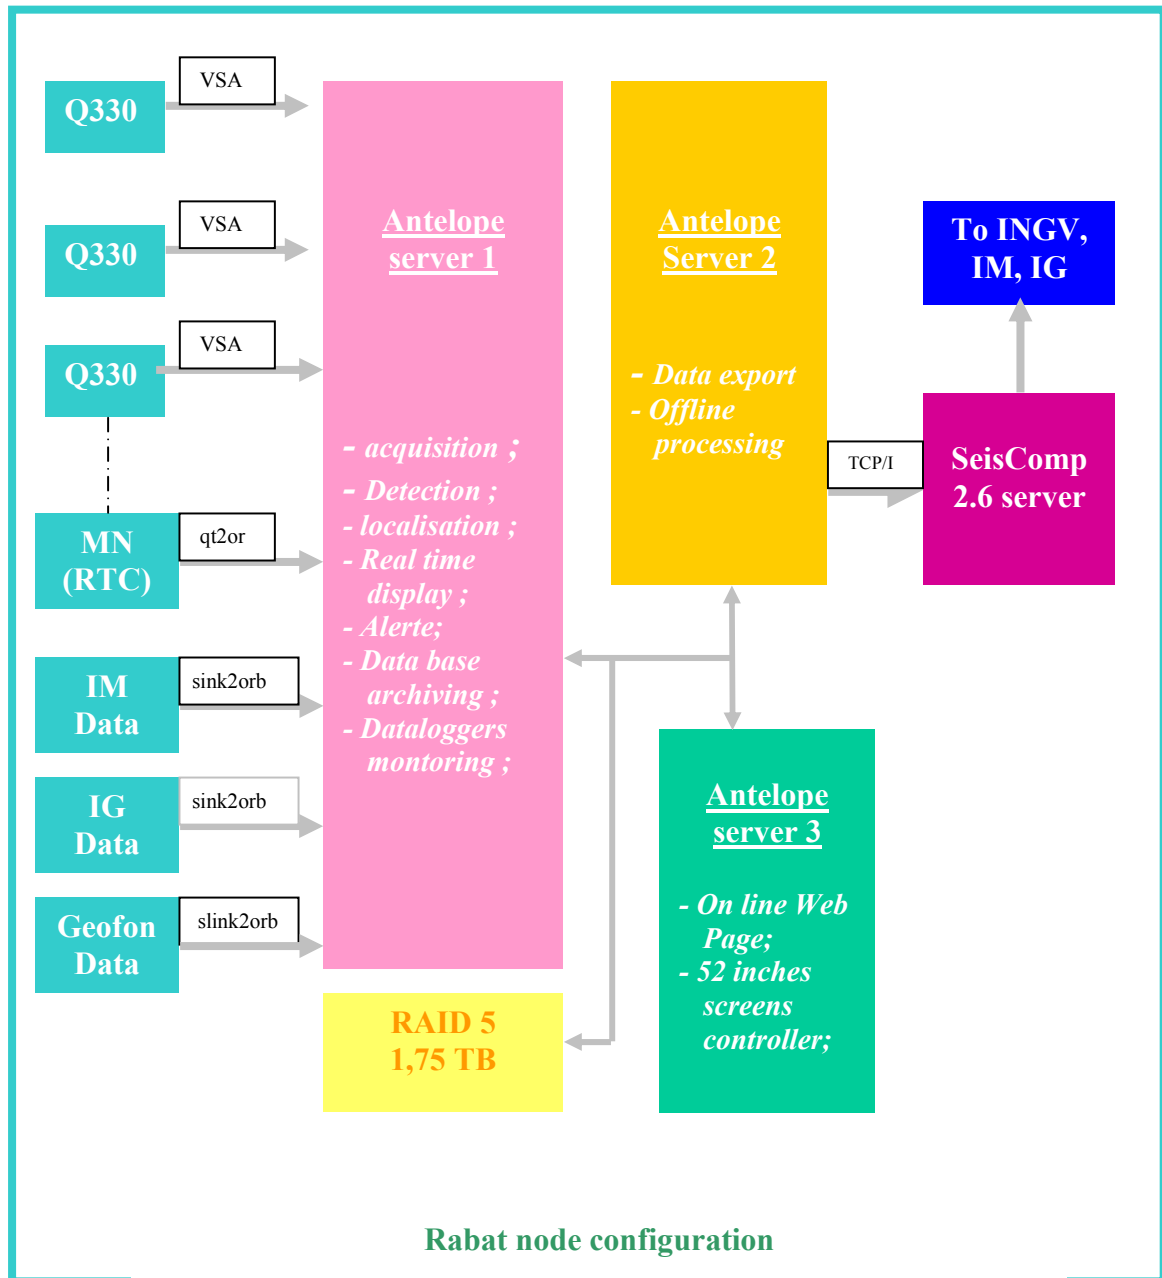 Q330
VSA
Q330
VSA
Q330
VSA
MN
(RTC)
qt2or
IM
Data
sink2orb
IG
Data
sink2orb
Geofon
Data
slink2orb
Antelope
server 1
- acquisition ;
- Detection ;
- localisation ;
- Real time
display ;
- Alerte;
- Data base
archiving ;
- Dataloggers
montoring ;
RAID 5
1,75 TB
Antelope
Server 2
- Data export
- Offline
processing
TCP/I
To INGV,
IM, IG
SeisComp
2.6 server
Antelope
server 3
- On line Web
Page;
- 52 inches
screens
controller;
Rabat node configuration